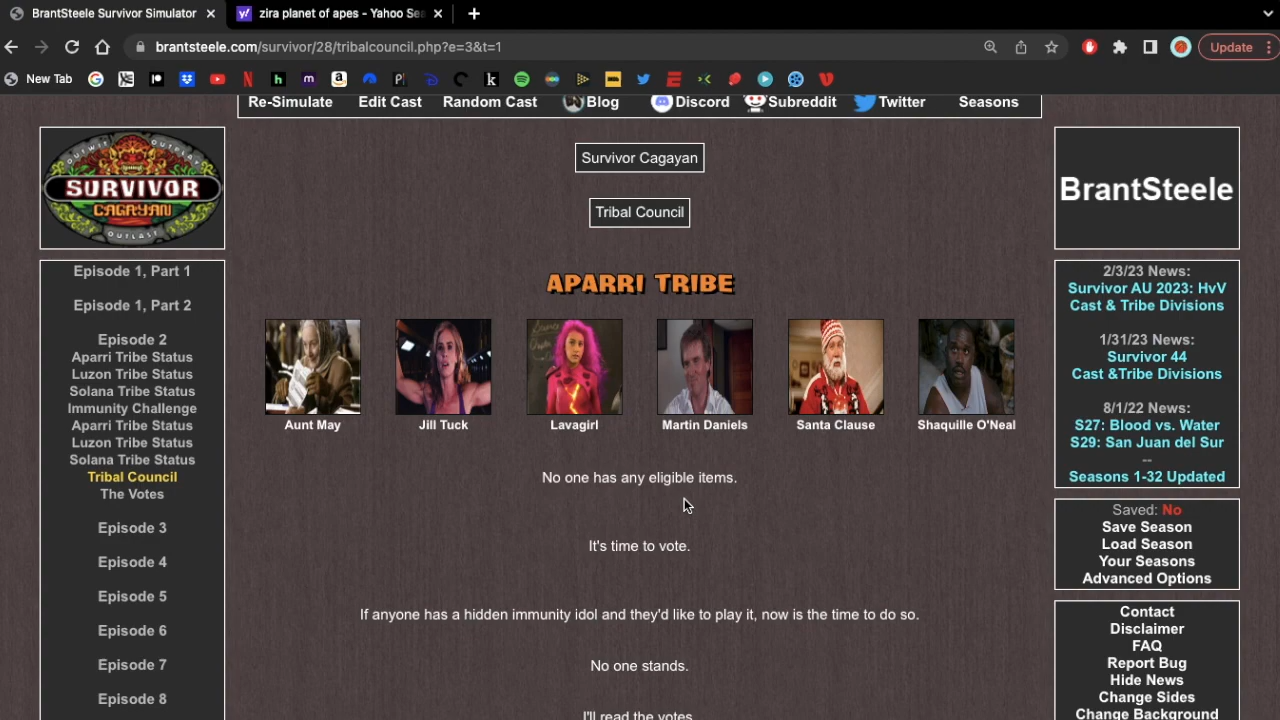 BrantSteele Survivor Simulator
zira planet of apes - Yahoo Sea
brantsteele.com/survivor/28/tribalcouncil.php?e=3&t=1
Update
New Tab
Re-Simulate Edit Cast Random Cast Blog Discord Subreddit Twitter Seasons
OUTWIT OUTPLAY
SURVIVOR
CAGAYAN
OUTLAST
Survivor Cagayan
Tribal Council
BrantSteele
APARRI TRIBE
Aunt May
Jill Tuck
Lavagirl
Martin Daniels
Santa Clause
Shaquille O'Neal
No one has any eligible items.
It's time to vote.
If anyone has a hidden immunity idol and they'd like to play it, now is the time to do so.
No one stands.
I'll read the votes.
Episode 1, Part 1
Episode 1, Part 2
Episode 2
Aparri Tribe Status
Luzon Tribe Status
Solana Tribe Status
Immunity Challenge
Aparri Tribe Status
Luzon Tribe Status
Solana Tribe Status
Tribal Council
The Votes
Episode 3
Episode 4
Episode 5
Episode 6
Episode 7
Episode 8
2/3/23 News:
Survivor AU 2023: HvV
Cast & Tribe Divisions
1/31/23 News:
Survivor 44
Cast &Tribe Divisions
8/1/22 News:
S27: Blood vs. Water
S29: San Juan del Sur
--
Seasons 1-32 Updated
Saved: No
Save Season
Load Season
Your Seasons
Advanced Options
Contact
Disclaimer
FAQ
Report Bug
Hide News
Change Sides
Change Background